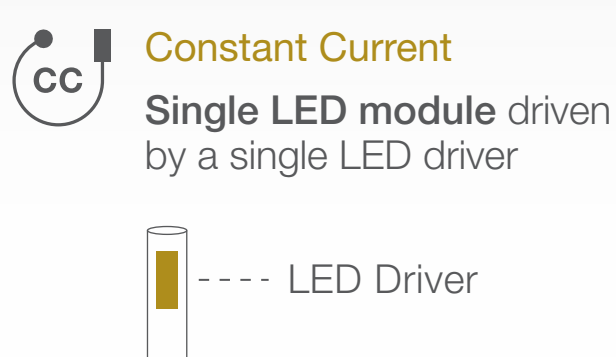 cc
Constant Current
Single LED module driven
by a single LED driver
LED Driver